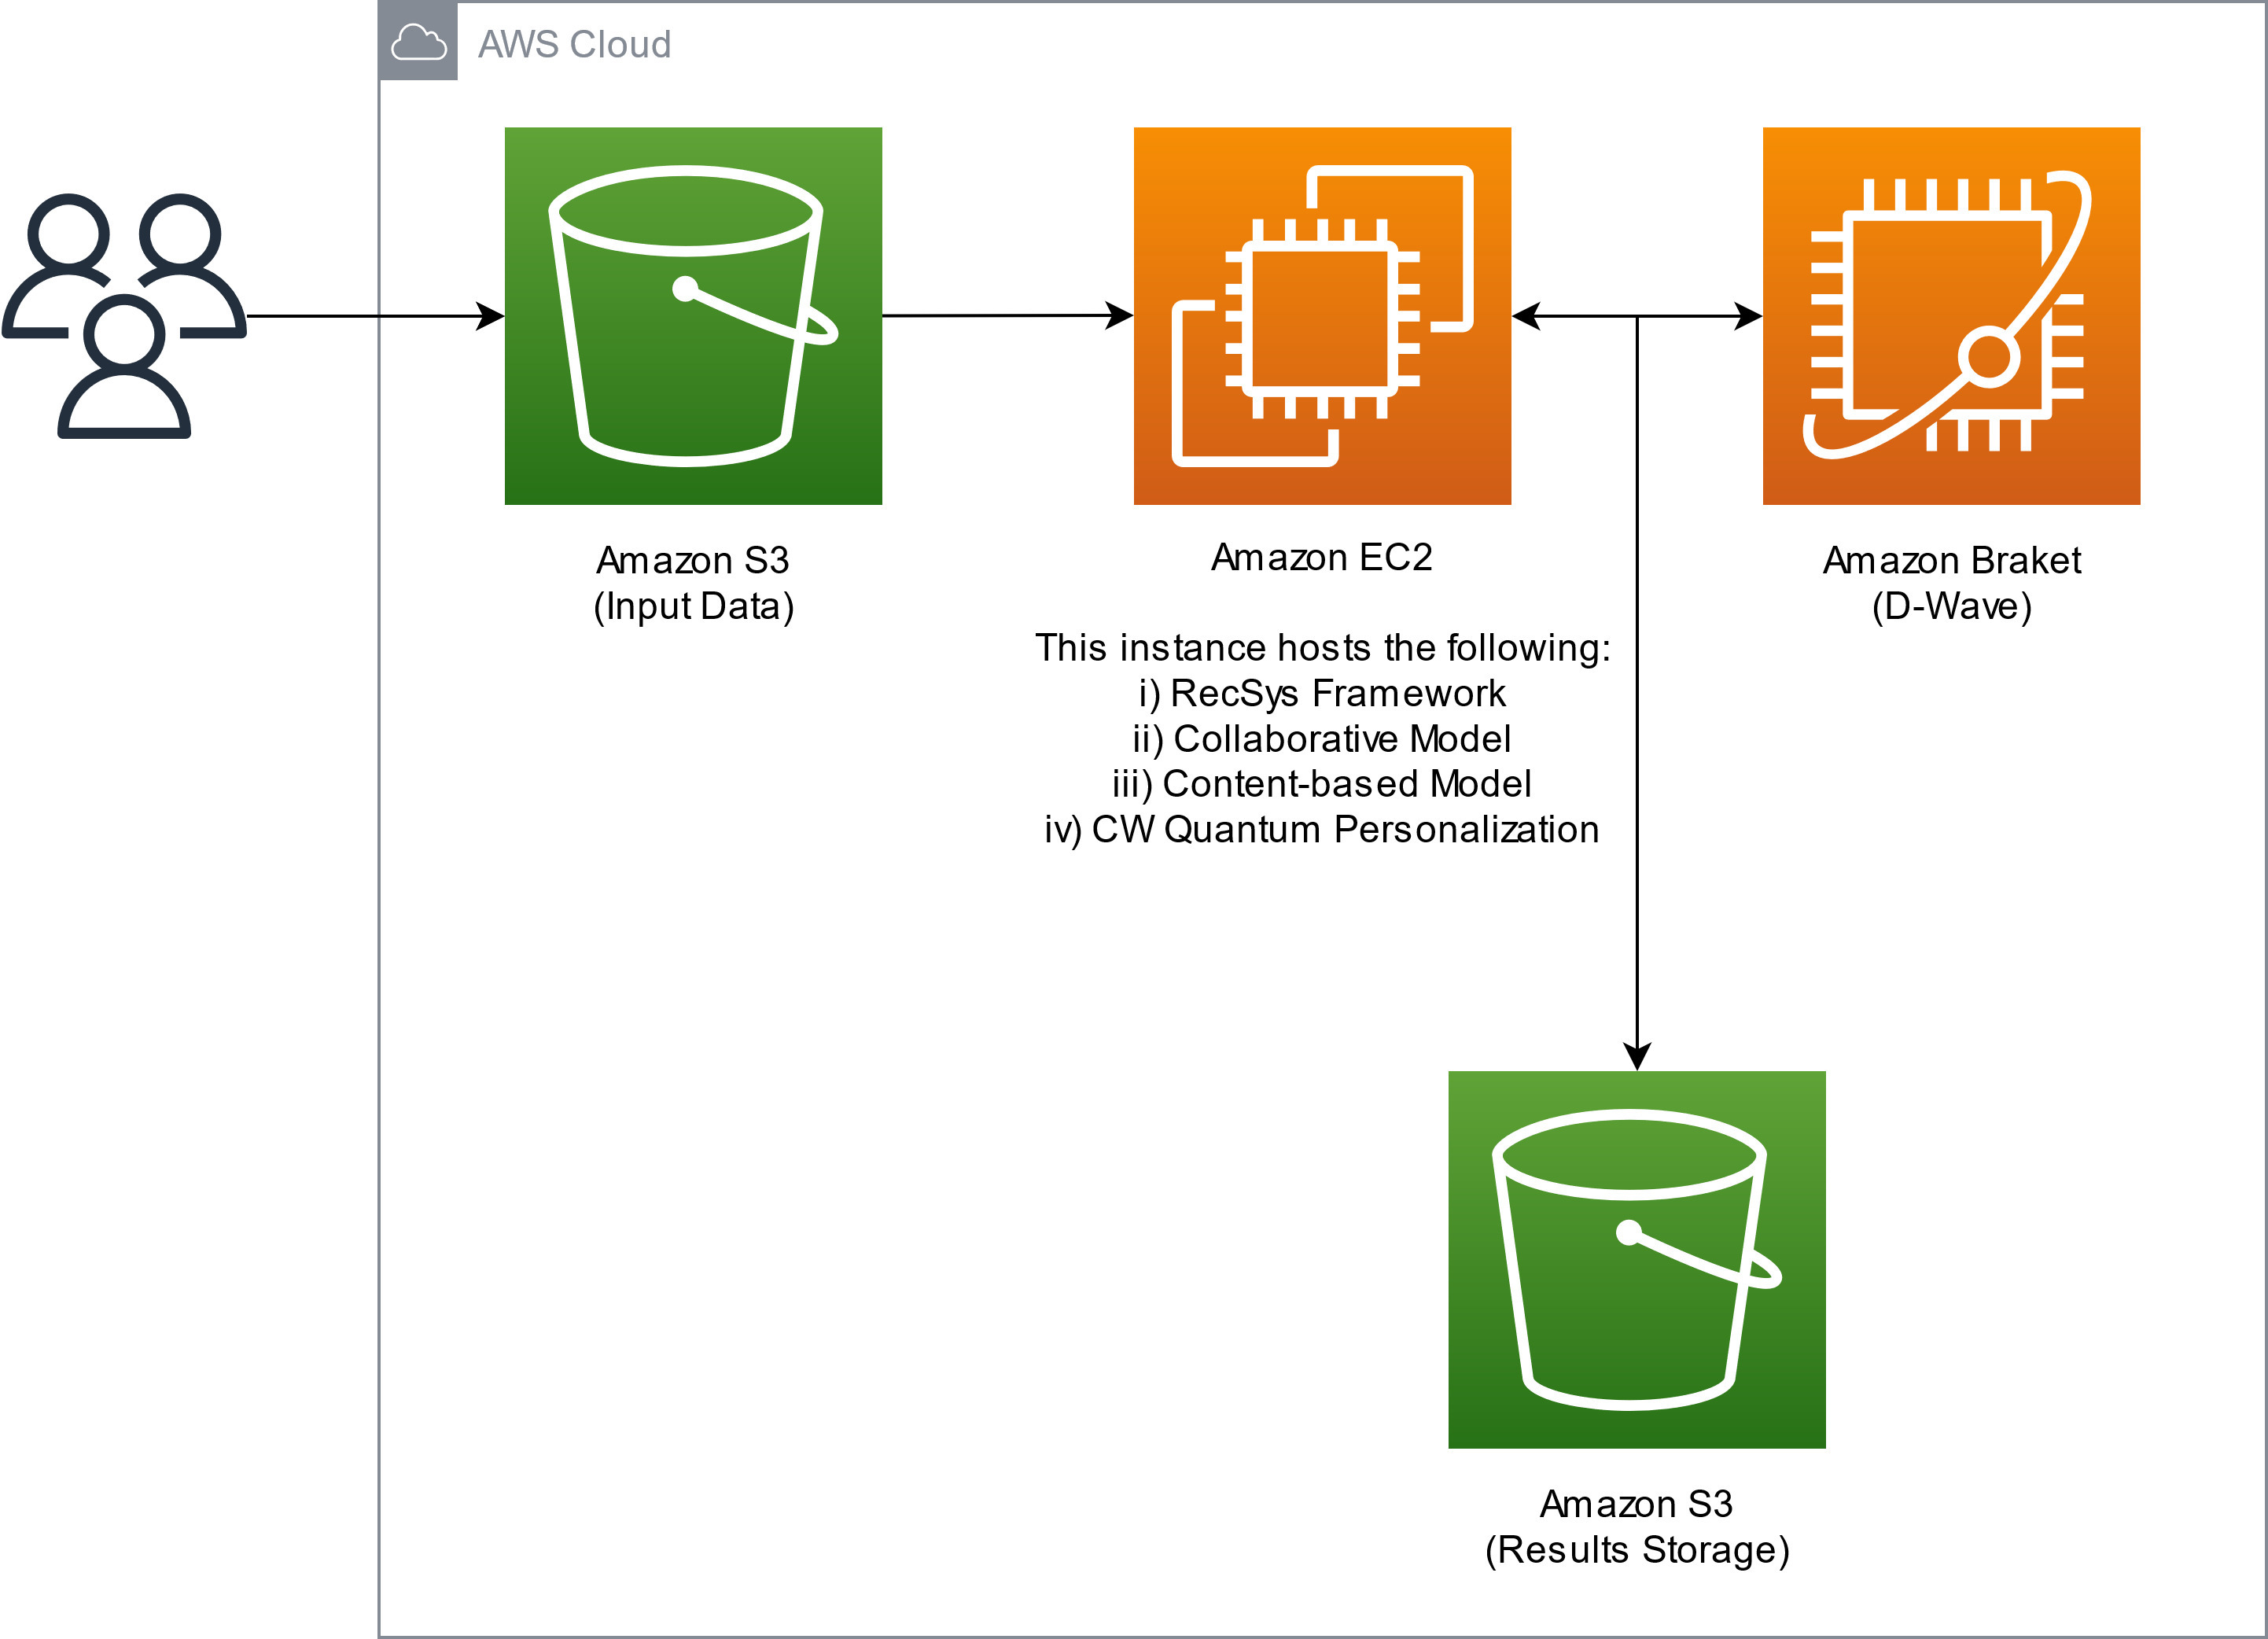 AWS Cloud
Amazon S3
(Input Data)
Amazon EC2
This instance hosts the following:
i) RecSys Framework
ii) Collaborative Model
iii) Content-based Model
iv) CW Quantum Personalization
Amazon Braket
(D-Wave)
Amazon S3
(Results Storage)